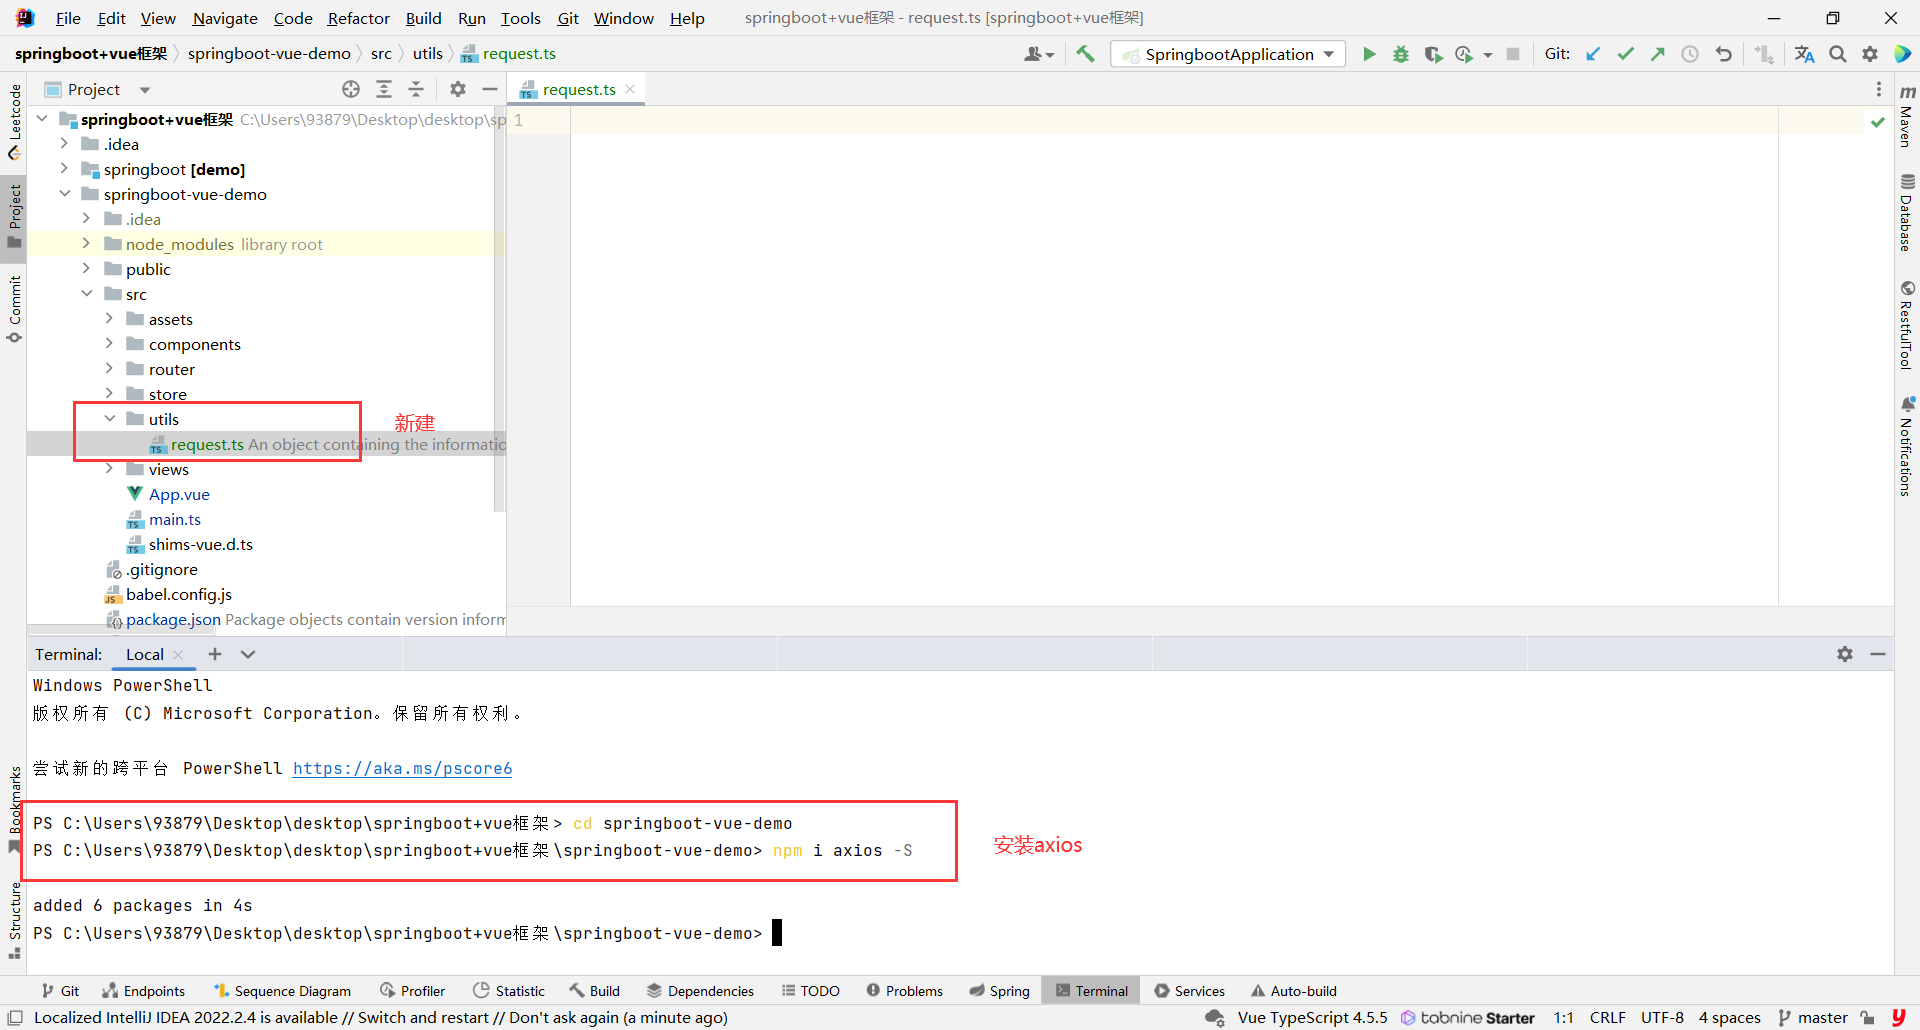 File Edit View Navigate Code Refactor Build Run Tools Git Window Help springboot+vue框架 - request.ts [springboot+vue框架]
springboot+vue框架 springboot-vue-demo src utils request.ts SpringbootApplication Git:
Project
request.ts
Leetcode
Project
Commit
Bookmarks
Structure
springboot+vue框架 C:\Users\93879\Desktop\desktop\sp
.idea
springboot [demo]
springboot-vue-demo
.idea
node_modules library root
public
src
assets
components
router
store
utils
新建
request.ts An object containing the informatio
views
App.vue
main.ts
shims-vue.d.ts
.gitignore
babel.config.js
package.json Package objects contain version inform
1
Maven
Database
RestfulTool
Notifications
Terminal: Local
Windows PowerShell
版权所有 (C) Microsoft Corporation。保留所有权利。
尝试新的跨平台 PowerShell https://aka.ms/pscore6
PS C:\Users\93879\Desktop\desktop\springboot+vue框架> cd springboot-vue-demo
PS C:\Users\93879\Desktop\desktop\springboot+vue框架\springboot-vue-demo> npm i axios -S
安装axios
added 6 packages in 4s
PS C:\Users\93879\Desktop\desktop\springboot+vue框架\springboot-vue-demo>
Git Endpoints Sequence Diagram Profiler Statistic Build Dependencies TODO Problems Spring Terminal Services Auto-build
Localized IntelliJ IDEA 2022.2.4 is available // Switch and restart // Don't ask again (a minute ago) Vue TypeScript 4.5.5 tabnine Starter 1:1 CRLF UTF-8 4 spaces master